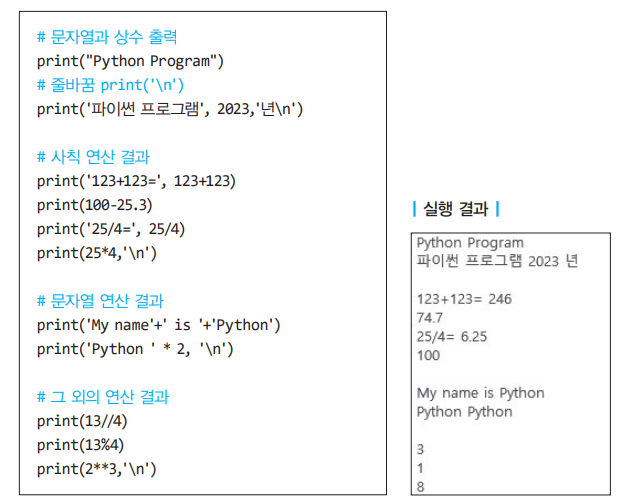 # 문자열과 상수 출력
print("Python Program")
# 줄바꿈 print('\n')
print('파이썬 프로그램', 2023,'년\n')
# 사칙 연산 결과
print('123+123=', 123+123)
print(100-25.3)
print('25/4=', 25/4)
print(25*4,'\n')
# 문자열 연산 결과
print('My name'+' is '+'Python')
print('Python ' * 2, '\n')
# 그 외의 연산 결과
print(13//4)
print(13%4)
print(2**3,'\n')
| 실행 결과 |
Python Program
파이썬 프로그램 2023 년
123+123= 246
74.7
25/4= 6.25
100
My name is Python
Python Python
3
1
8